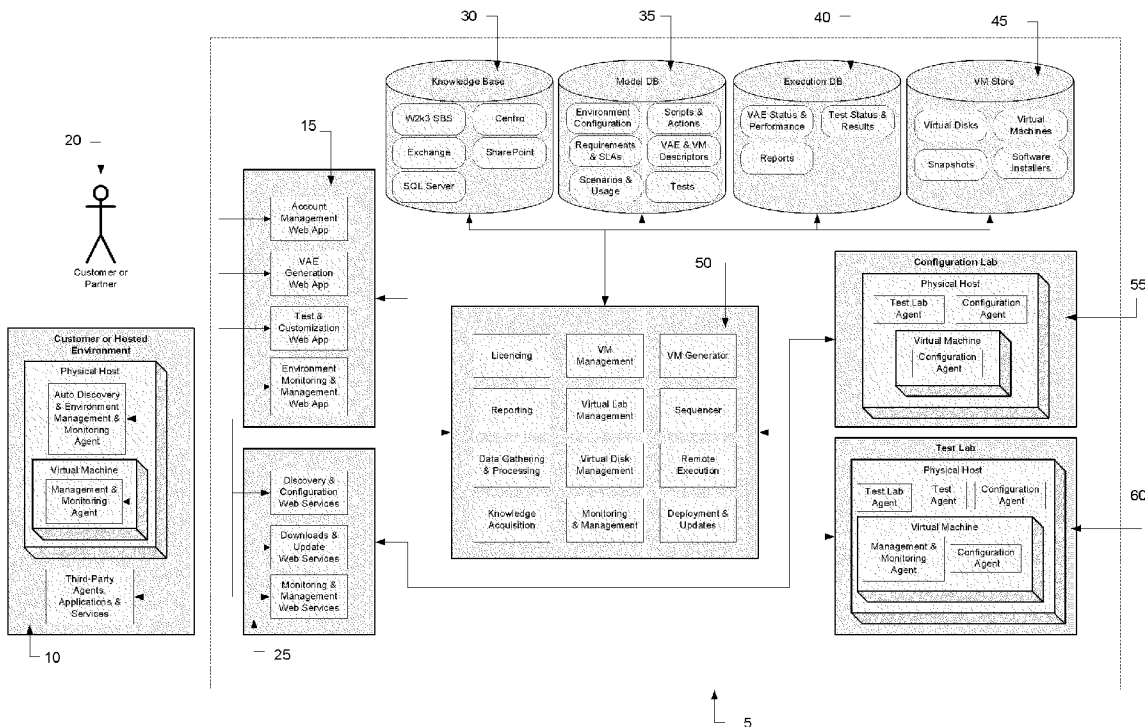 30
35
40
45
Knowledge Base
W2k3 SBS
Centro
Exchange
SharePoint
SQL Server
Model DB
Environment
Configuration
Scripts &
Actions
Requirements
& SLAs
VAE & VM
Descriptors
Scenarios &
Usage
Tests
Execution DB
VAE Status &
Performance
Test Status &
Results
Reports
VM Store
Virtual Disks
Virtual
Machines
Snapshots
Software
Installers
20
Customer or
Partner
15
Account
Management
Web App
VAE
Generation
Web App
Test &
Customization
Web App
Environment
Monitoring &
Management
Web App
50
Licencing
VM
Management
VM Generator
Reporting
Virtual Lab
Management
Sequencer
Data Gathering
& Processing
Virtual Disk
Management
Remote
Execution
Knowledge
Acquisition
Monitoring
& Management
Deployment
& Updates
Configuration Lab
Physical Host
Test Lab
Agent
Configuration
Agent
Virtual Machine
Configuration
Agent
55
Customer or Hosted
Environment
Physical Host
Auto Discovery
& Environment
Management &
Monitoring
Agent
Virtual Machine
Management &
Monitoring
Agent
Third-Party
Agents,
Applications &
Services
10
Discovery &
Configuration
Web Services
Downloads &
Update
Web Services
Monitoring &
Management
Web Services
25
Test Lab
Physical Host
Test Lab
Agent
Test
Agent
Configuration
Agent
Virtual Machine
Management &
Monitoring
Agent
Configuration
Agent
60
5